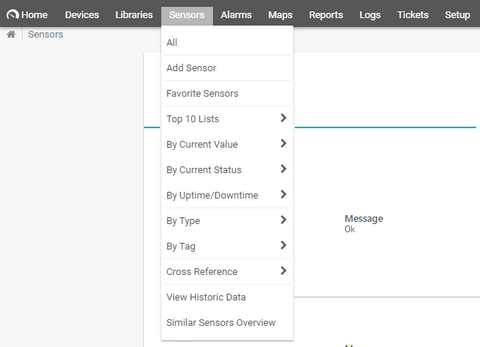 Home Devices Libraries Sensors Alarms Maps Reports Logs Tickets Setup
Sensors
All
Add Sensor
Favorite Sensors
Top 10 Lists
By Current Value
By Current Status
By Uptime/Downtime
By Type
By Tag
Cross Reference
View Historic Data
Similar Sensors Overview
Message
Ok